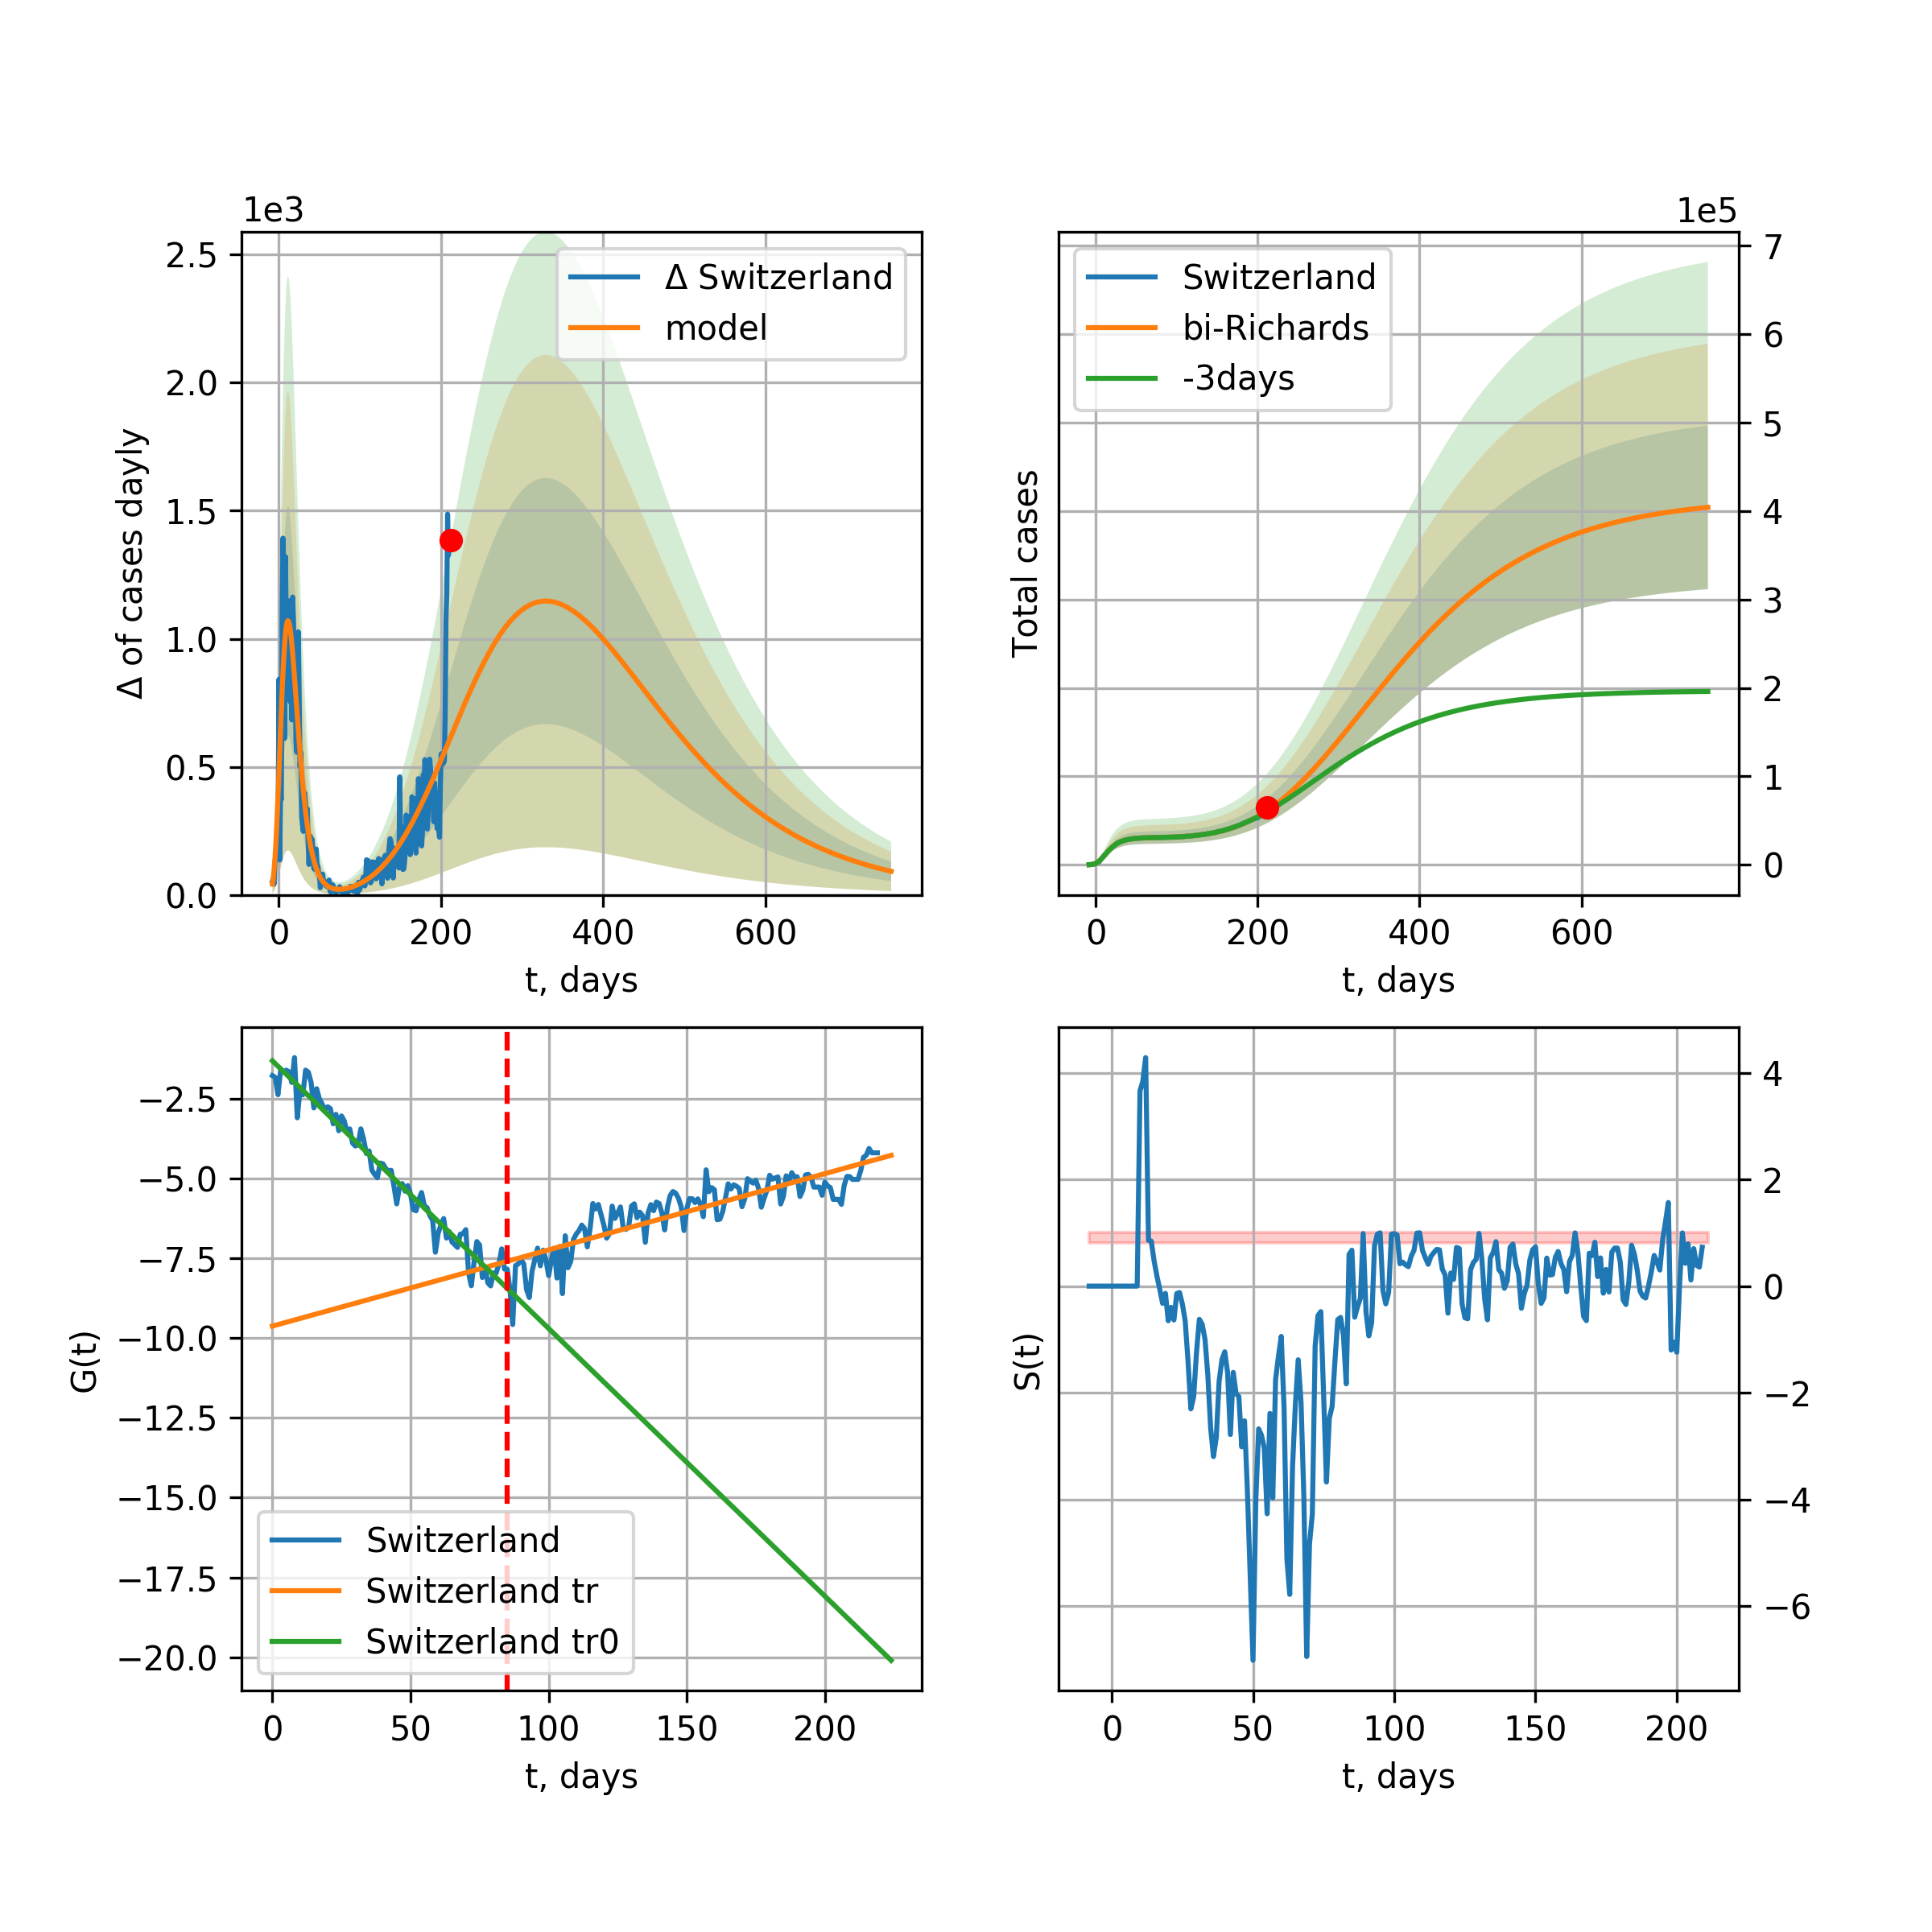 1e3
Δ of cases dayly
2.5
2.0
1.5
1.0
0.5
0.0
Δ Switzerland
model
0
200
400
600
t, days
1e5
Total cases
Switzerland
bi-Richards
-3days
7
6
5
4
3
2
1
0
0
200
400
600
t, days
G(t)
−2.5
−5.0
−7.5
−10.0
−12.5
−15.0
−17.5
−20.0
Switzerland
Switzerland tr
Switzerland tr0
0
50
100
150
200
t, days
S(t)
4
2
0
−2
−4
−6
0
50
100
150
200
t, days